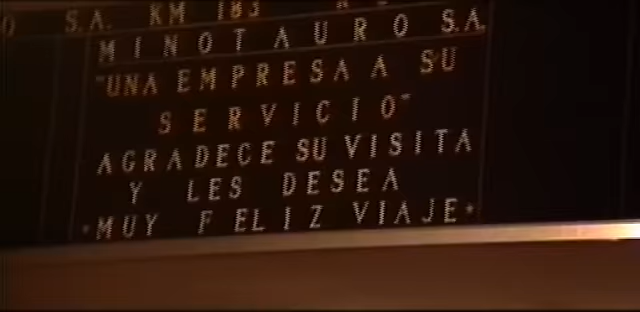 S.A. KM 183
MINOTAURO S.A.
"UNA EMPRESA A SU
SERVICIO"
AGRADECE SU VISITA
Y LES DESEA
*MUY FELIZ VIAJE*